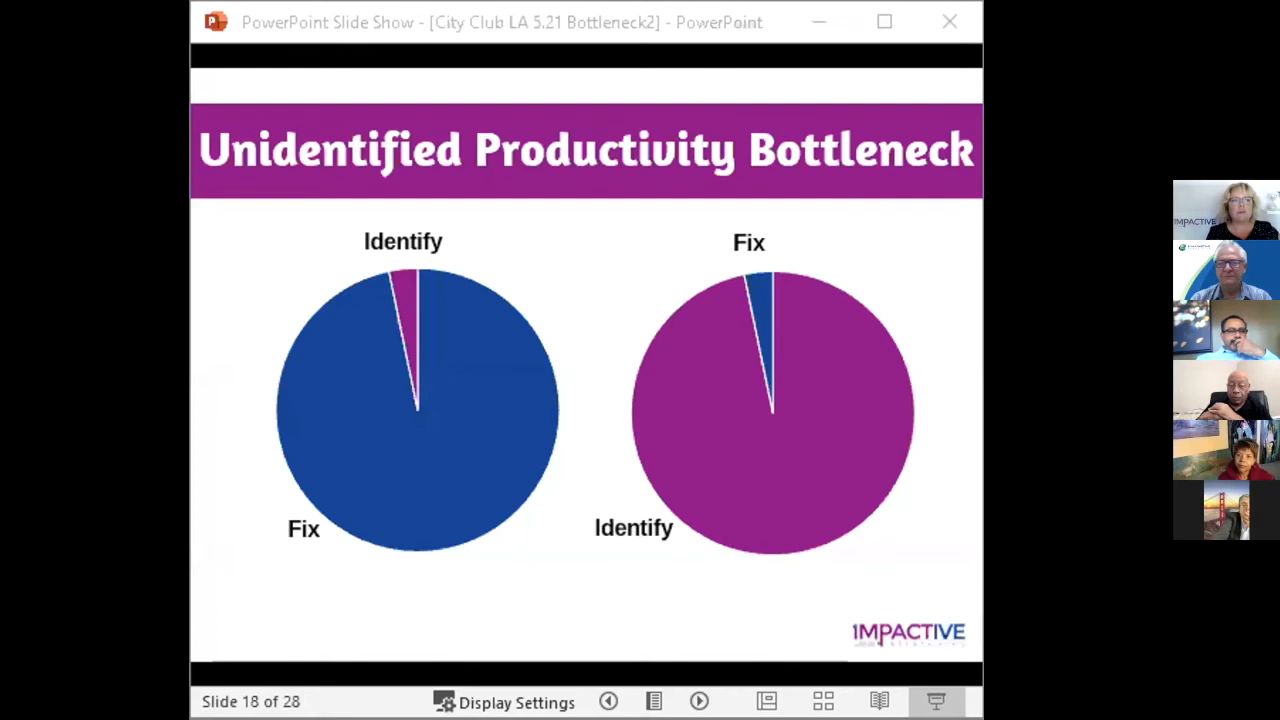 PowerPoint Slide Show - [City Club LA 5.21 Bottleneck2] - PowerPoint
Unidentified Productivity Bottleneck
Identify
Fix
Fix
Identify
IMPACTIVE
IMPACTIVE
Slide 18 of 28
Display Settings